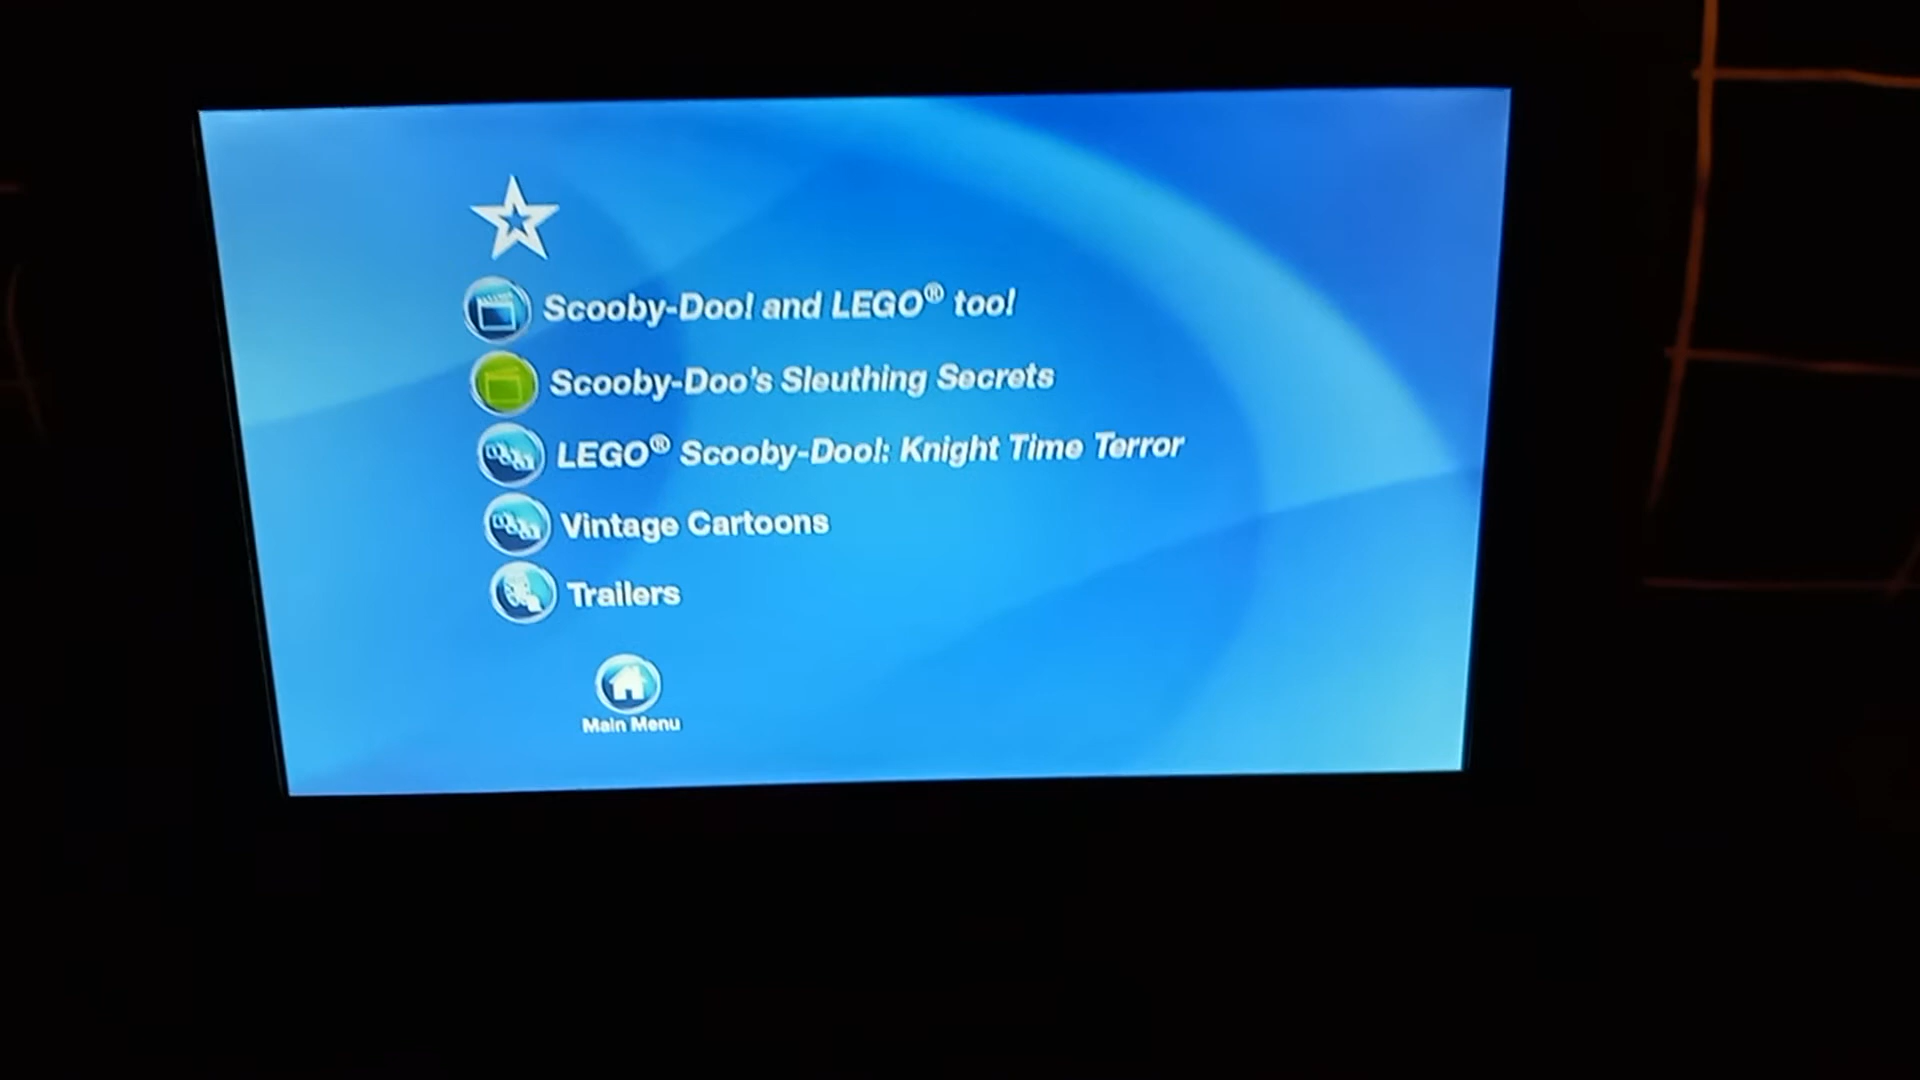 Scooby-Doo! and LEGO® too!
Scooby-Doo's Sleuthing Secrets
LEGO® Scooby-Doo!: Knight Time Terror
Vintage Cartoons
Trailers
Main Menu